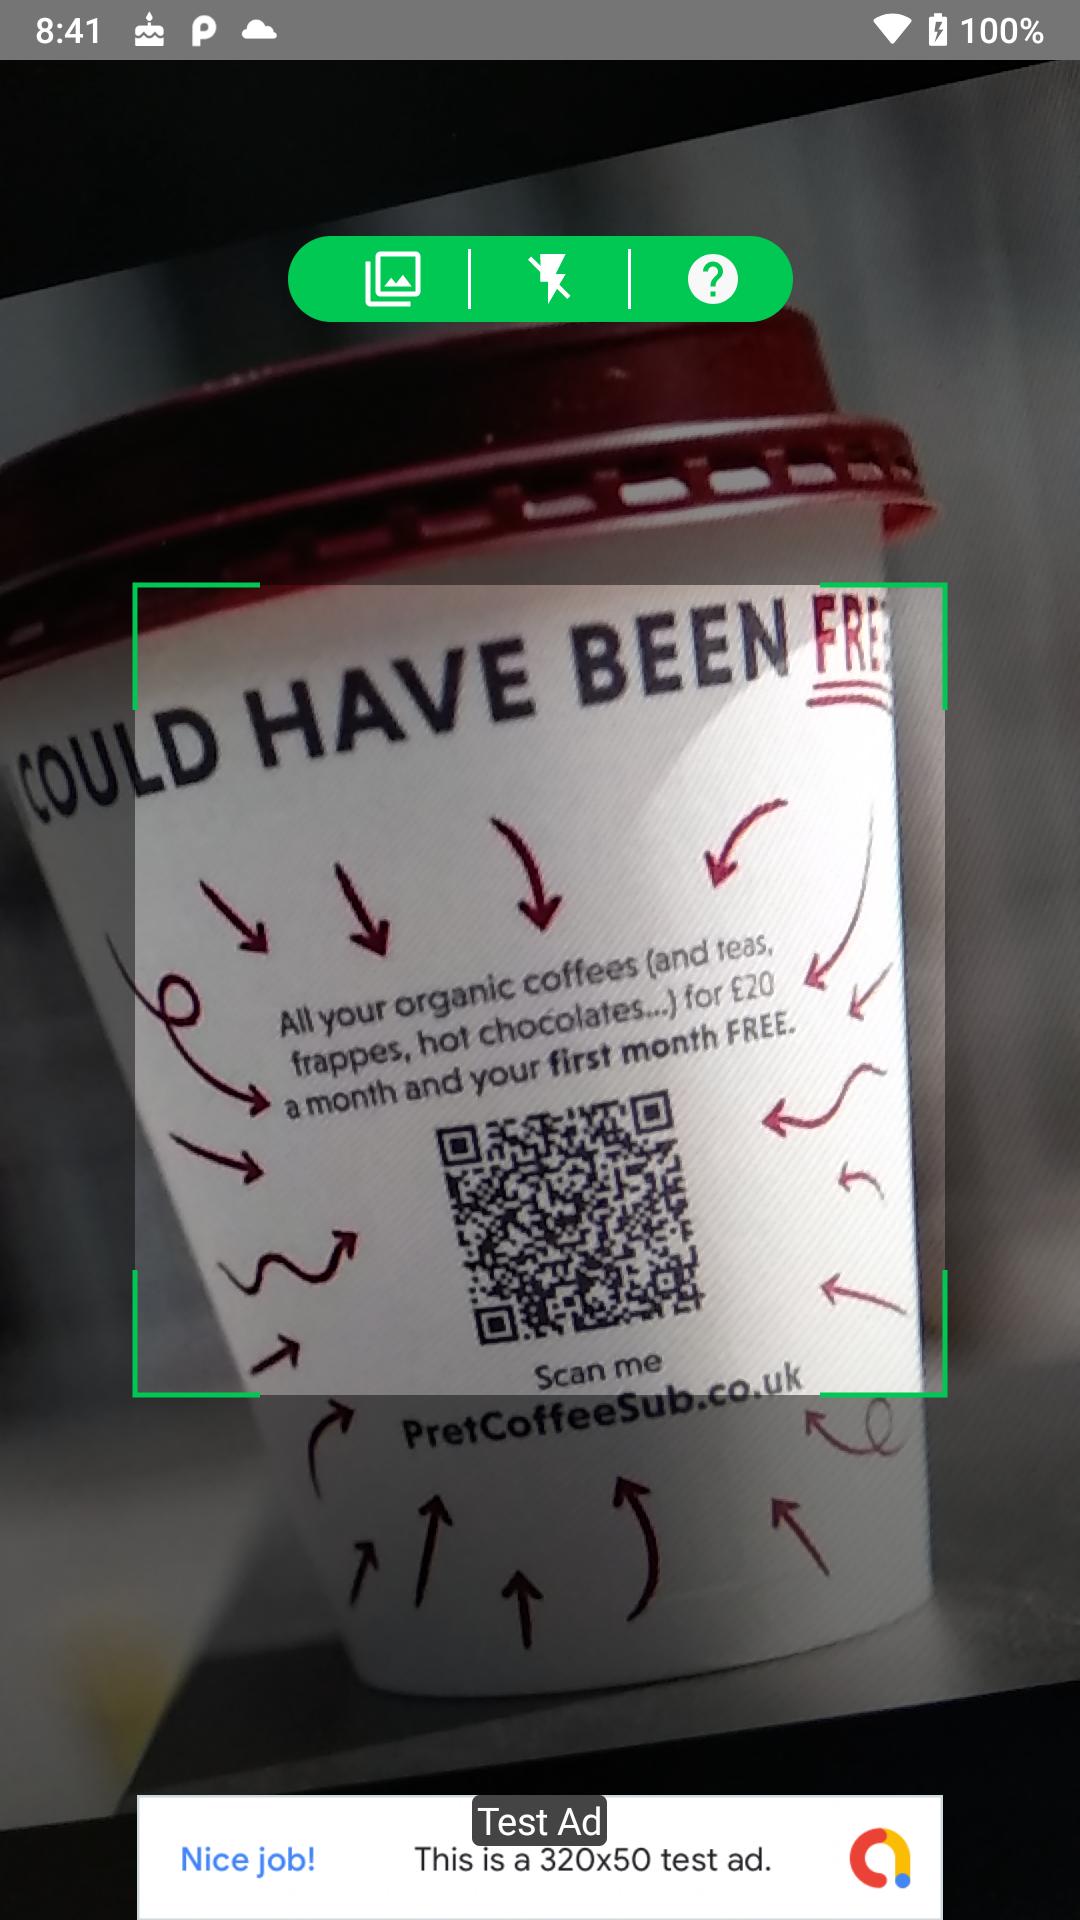 8:41
100%
COULD HAVE BEEN FREE
All your organic coffees (and teas,
frappes, hot chocolates...) for £20
a month and your first month FREE.
Scan me
PretCoffeeSub.co.uk
Test Ad
Nice job!
This is a 320x50 test ad.